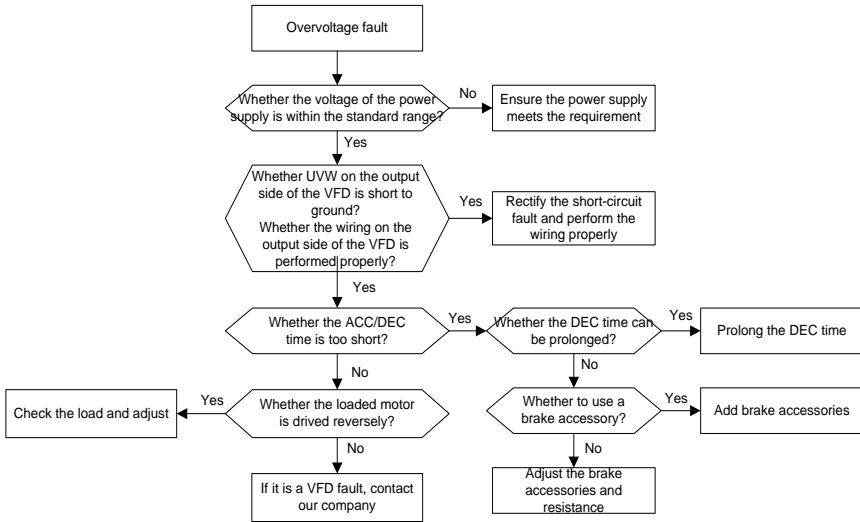 Overvoltage fault
Whether the voltage of the power
supply is within the standard range?
No
Ensure the power supply
meets the requirement
Yes
Whether UVW on the output
side of the VFD is short to
ground?
Whether the wiring on the
output side of the VFD is
performed properly?
Yes
Rectify the short-circuit
fault and perform the
wiring properly
Yes
Whether the ACC/DEC
time is too short?
Yes
Whether the DEC time can
be prolonged?
Yes
Prolong the DEC time
No
No
Check the load and adjust
Yes
Whether the loaded motor
is drived reversely?
Whether to use a
brake accessory?
Yes
Add brake accessories
No
No
If it is a VFD fault, contact
our company
Adjust the brake
accessories and
resistance